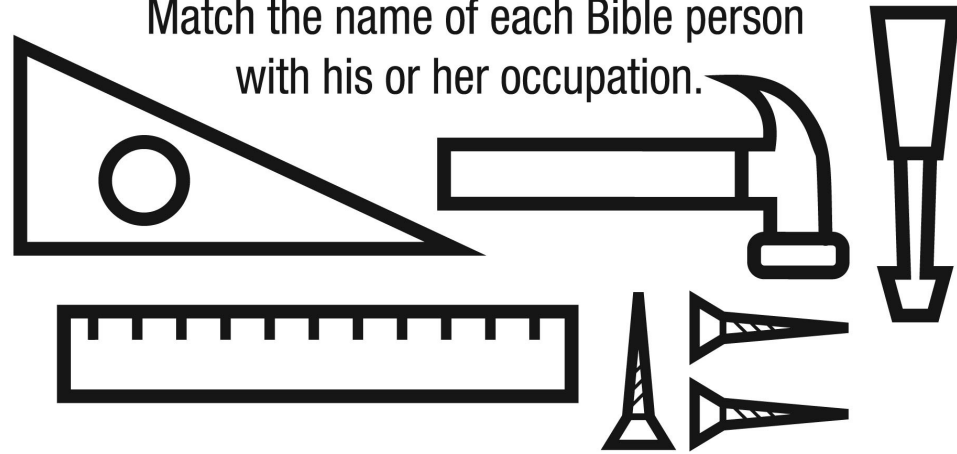 Match the name of each Bible person
with his or her occupation.